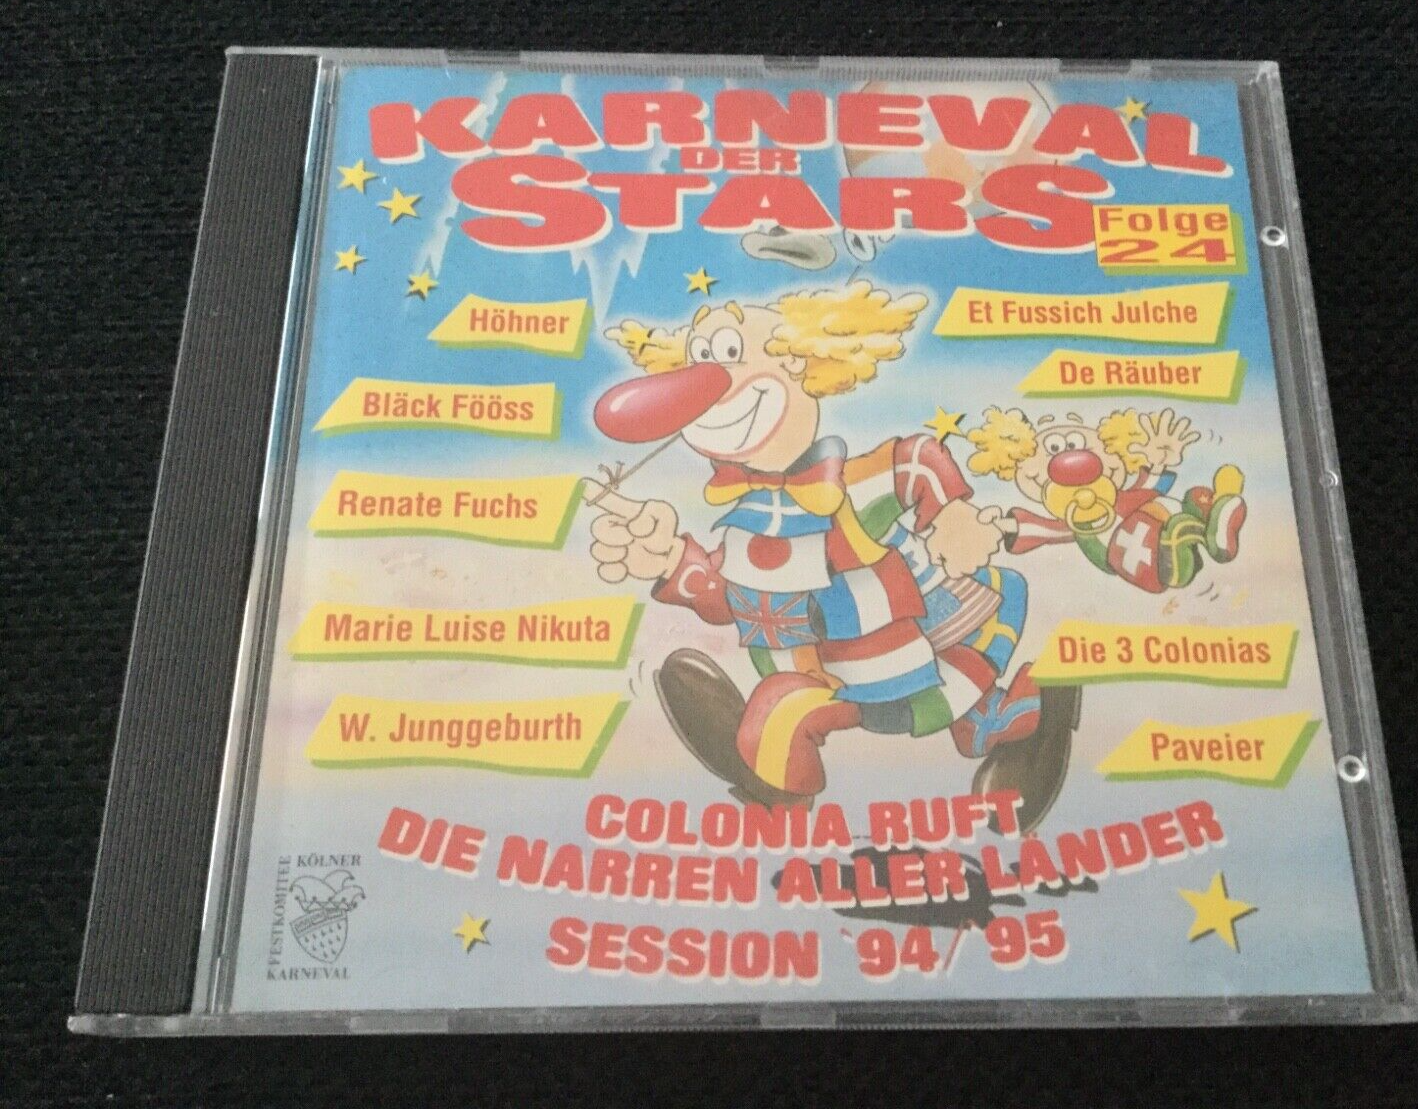 KARNEVAL
DER
STARS
Folge
24
Höhner
Et Fussich Julche
De Räuber
Bläck Fööss
Renate Fuchs
Marie Luise Nikuta
Die 3 Colonias
W. Junggeburth
Paveier
COLONIA RUFT
DIE NARREN ALLER LÄNDER
SESSION '94/'95
FESTKOMITEE
KÖLNER
KARNEVAL